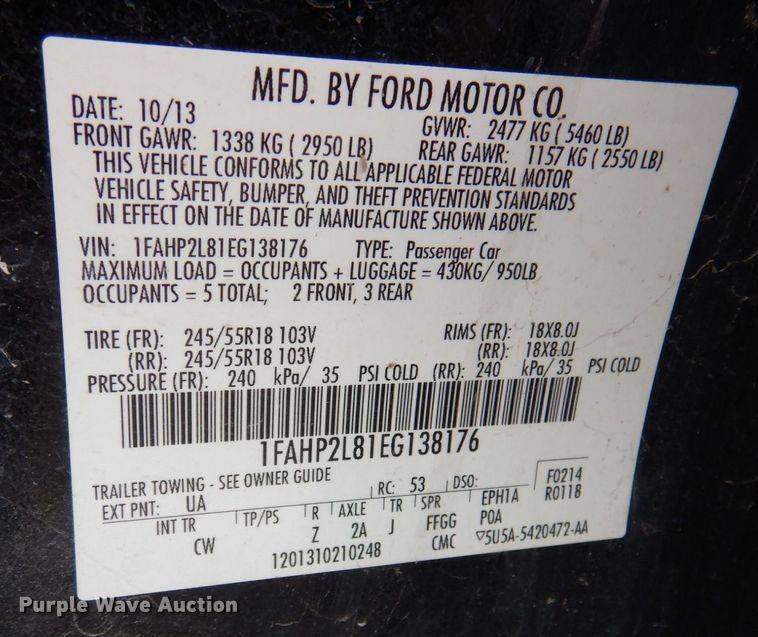 MFD. BY FORD MOTOR CO.
DATE: 10/13 GVWR: 2477 KG ( 5460 LB)
FRONT GAWR: 1338 KG ( 2950 LB) REAR GAWR: 1157 KG ( 2550 LB)
THIS VEHICLE CONFORMS TO ALL APPLICABLE FEDERAL MOTOR
VEHICLE SAFETY, BUMPER, AND THEFT PREVENTION STANDARDS
IN EFFECT ON THE DATE OF MANUFACTURE SHOWN ABOVE.
VIN: 1FAHP2L81EG138176 TYPE: Passenger Car
MAXIMUM LOAD = OCCUPANTS + LUGGAGE = 430KG/ 950LB
OCCUPANTS = 5 TOTAL; 2 FRONT, 3 REAR
TIRE (FR): 245/55R18 103V RIMS (FR): 18X8.0J
(RR): 245/55R18 103V (RR): 18X8.0J
PRESSURE (FR): 240 kPa/ 35 PSI COLD (RR): 240 kPa/ 35 PSI COLD
1FAHP2L81EG138176
TRAILER TOWING - SEE OWNER GUIDE
EXT PNT: UA RC: 53 DSO: F0214
R0118
INT TR TP/PS R AXLE TR SPR EPH1A
CW Z 2A J FFGG POA
1201310210248 CMC ▽5U5A-5420472-AA
Purple Wave Auction